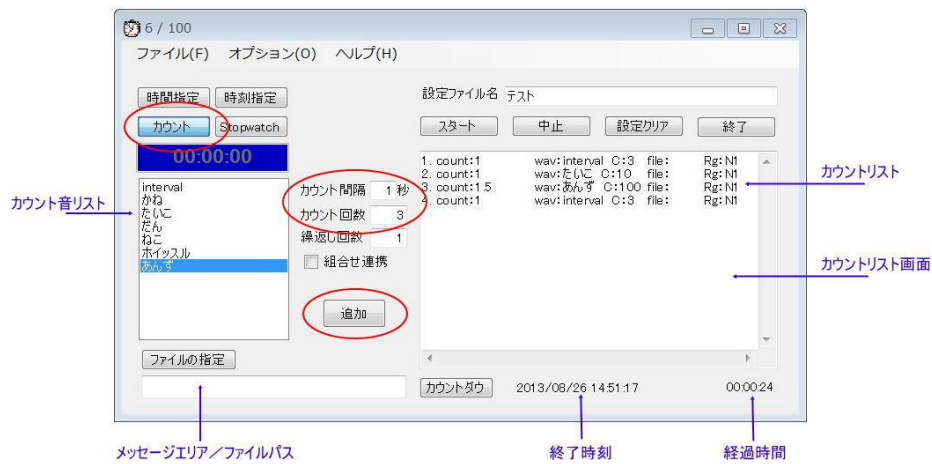 6 / 100
ファイル(F) オプション(O) ヘルプ(H)
時間指定 時刻指定
設定ファイル名 テスト
カウント Stopwatch
スタート 中止 設定クリア 終了
00:00:00
1. count:1 wav:interval C:3 file: Rg:N1
2. count:1 wav:たいこ C:10 file: Rg:N1
3. count:1.5 wav:あんず C:100 file: Rg:N1
4. count:1 wav:interval C:3 file: Rg:N1
カウントリスト
カウント音リスト
interval
かね
たいこ
だん
ねこ
ホイッスル
あんず
カウント間隔 1 秒
カウント回数 3
繰返し回数 1
組合せ連携
追加
カウントリスト画面
ファイルの指定
カウントダウ 2013/08/26 14:51:17 00:00:24
メッセージエリア／ファイルパス
終了時刻
経過時間